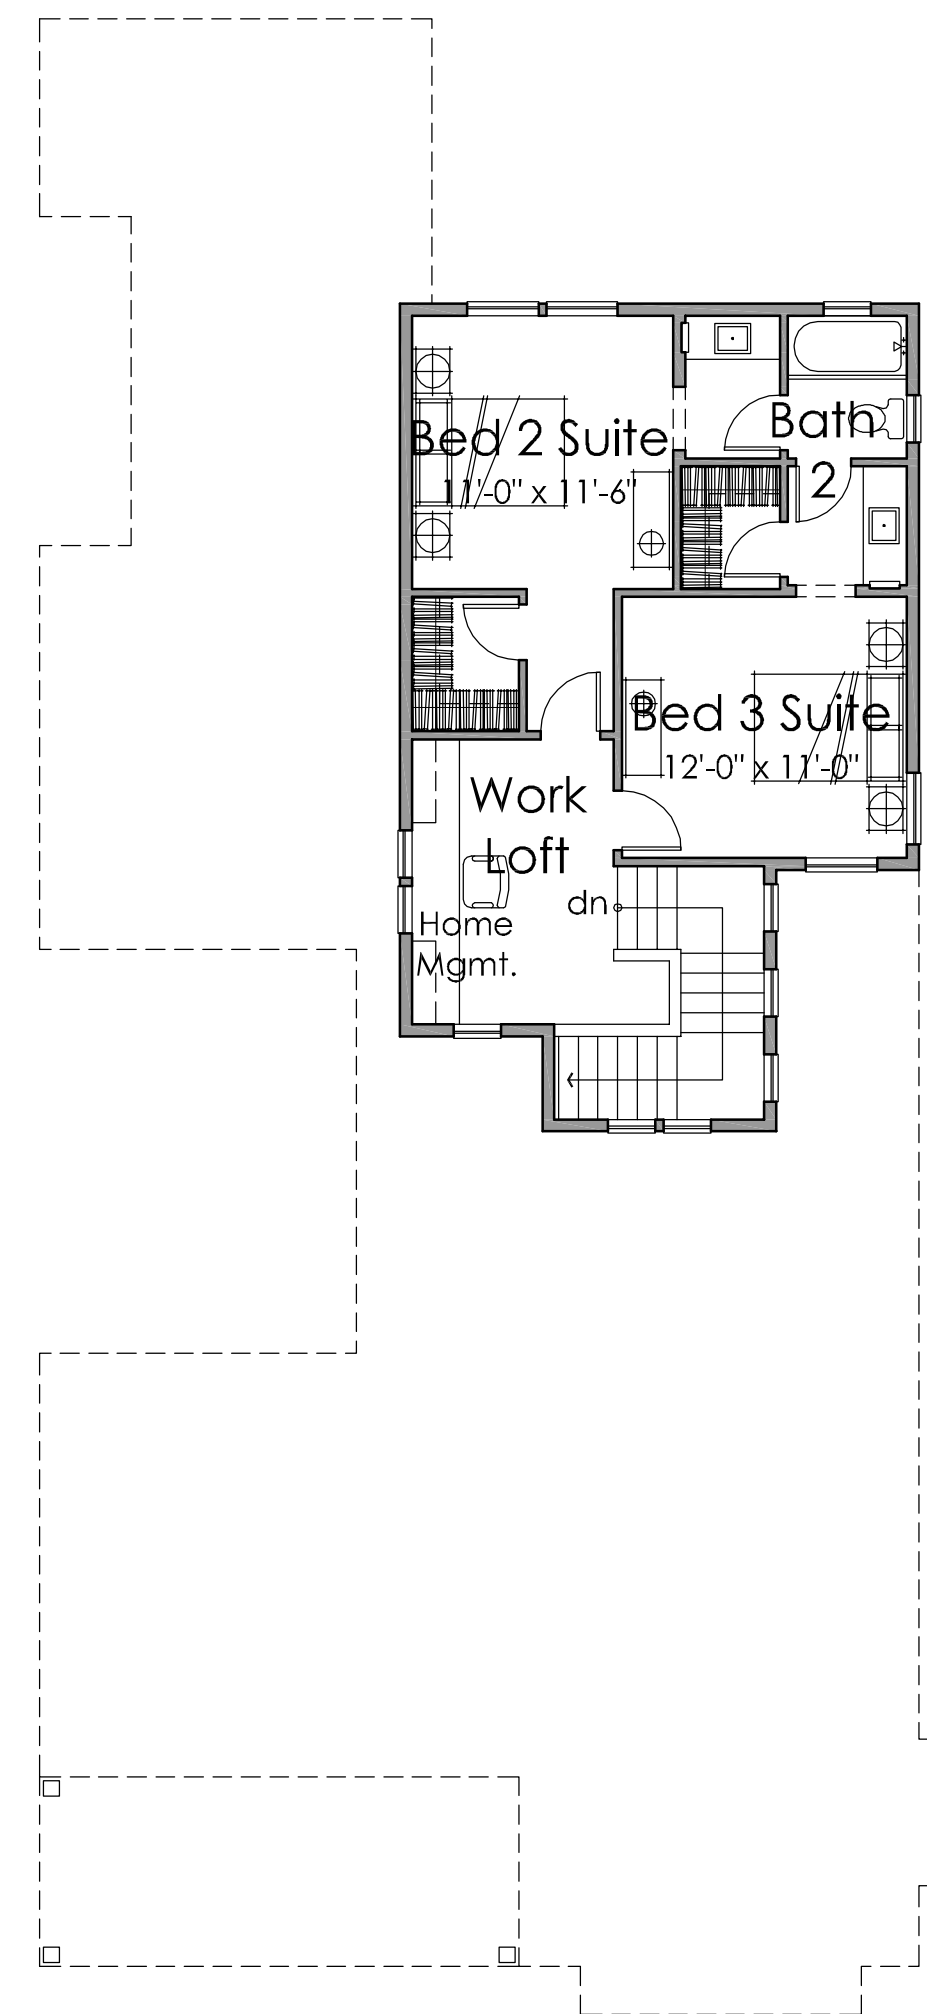 Bed 2 Suite
11'-0" x 11'-6"
Bath
2
Bed 3 Suite
12'-0" x 11'-0"
Work
Loft
dn
Home
Mgmt.